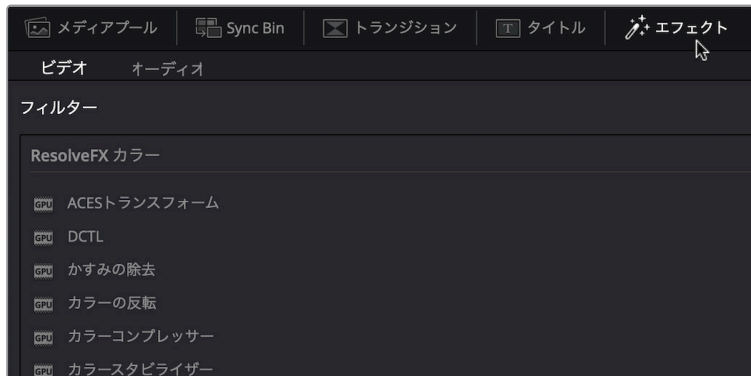 メディアプール Sync Bin トランジション T タイトル エフェクト
ビデオ オーディオ
フィルター
ResolveFX カラー
GPU ACESトランスフォーム
GPU DCTL
GPU かすみの除去
GPU カラーの反転
GPU カラーコンプレッサー
GPU カラースタビライザー